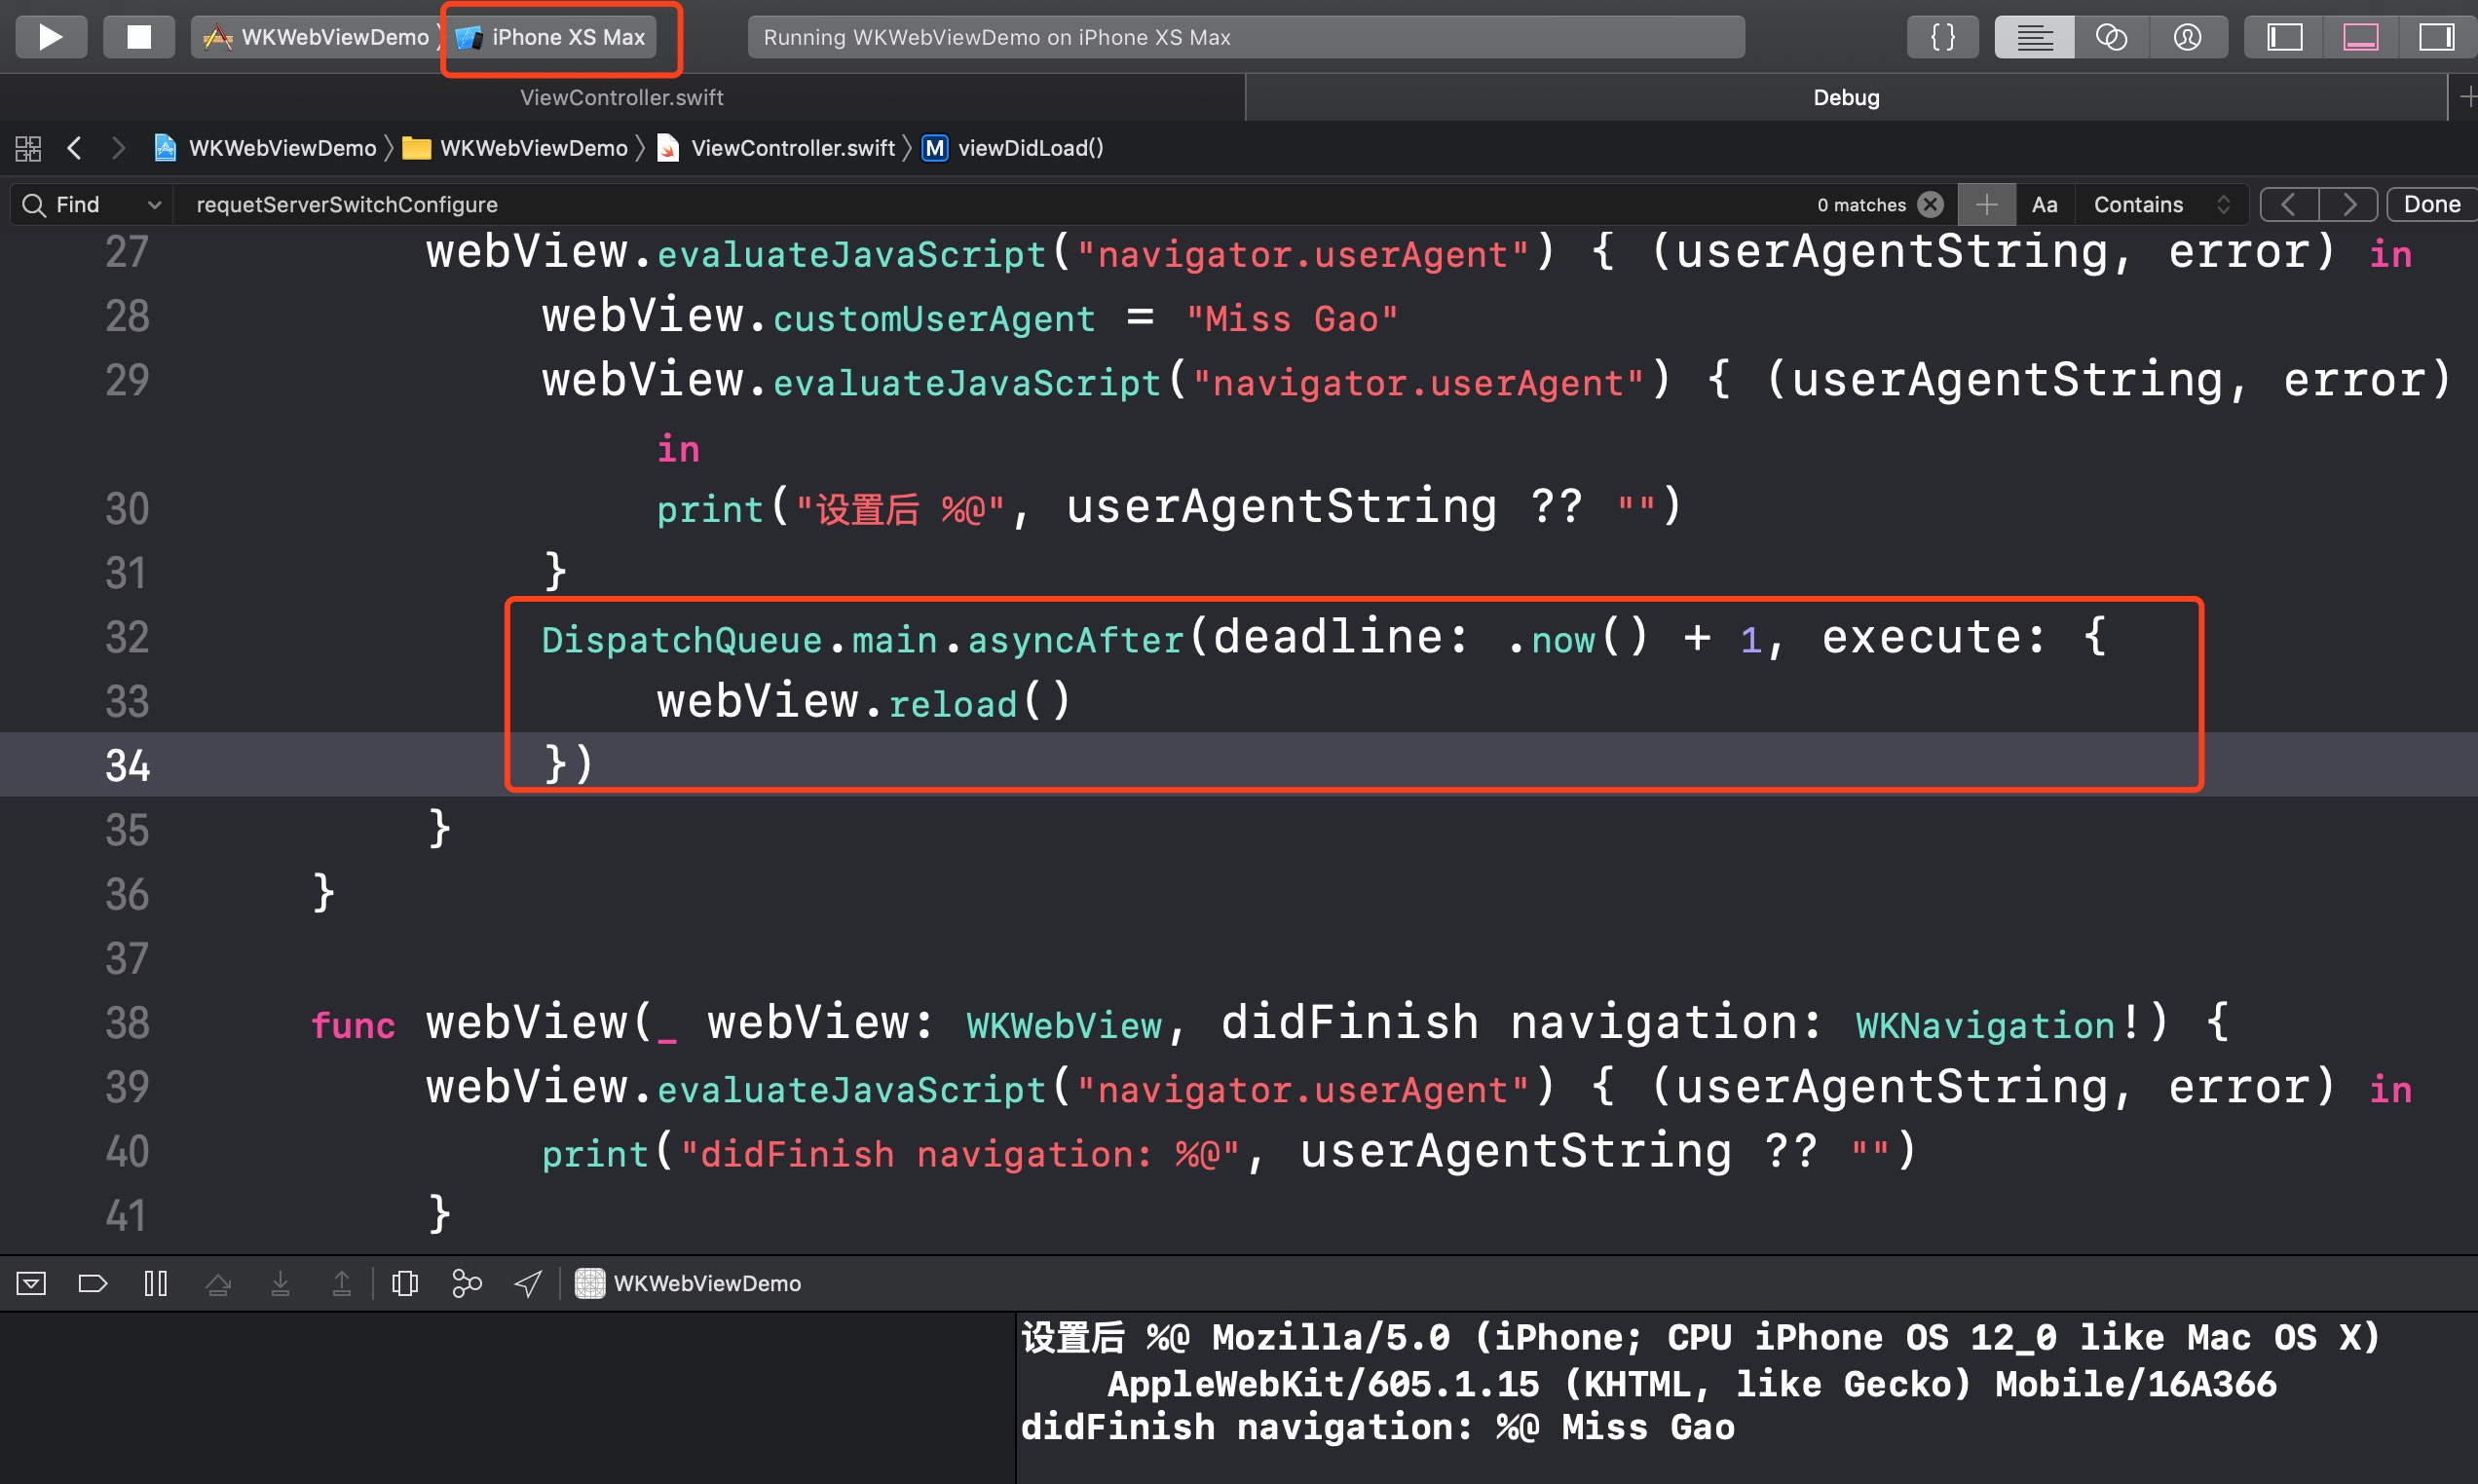 WKWebViewDemo iPhone XS Max Running WKWebViewDemo on iPhone XS Max {}
ViewController.swift Debug
WKWebViewDemo WKWebViewDemo ViewController.swift M viewDidLoad()
Find requetServerSwitchConfigure 0 matches Aa Contains Done
27 webView.evaluateJavaScript("navigator.userAgent") { (userAgentString, error) in
28 webView.customUserAgent = "Miss Gao"
29 webView.evaluateJavaScript("navigator.userAgent") { (userAgentString, error)
in
30 print("设置后 %@", userAgentString ?? "")
31 }
32 DispatchQueue.main.asyncAfter(deadline: .now() + 1, execute: {
33 webView.reload()
34 })
35 }
36 }
37
38 func webView(_ webView: WKWebView, didFinish navigation: WKNavigation!) {
39 webView.evaluateJavaScript("navigator.userAgent") { (userAgentString, error) in
40 print("didFinish navigation: %@", userAgentString ?? "")
41 }
WKWebViewDemo
设置后 %@ Mozilla/5.0 (iPhone; CPU iPhone OS 12_0 like Mac OS X)
AppleWebKit/605.1.15 (KHTML, like Gecko) Mobile/16A366
didFinish navigation: %@ Miss Gao